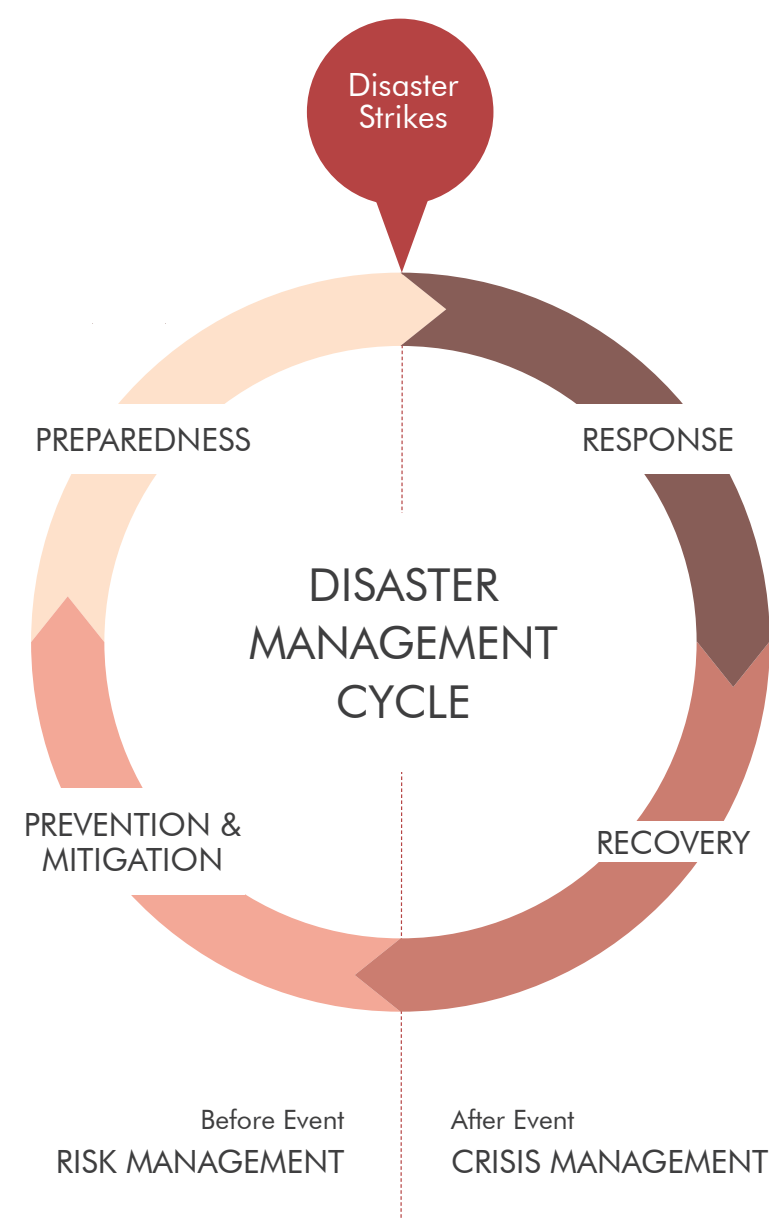 Disaster
Strikes
PREPAREDNESS
RESPONSE
DISASTER
MANAGEMENT
CYCLE
PREVENTION &
MITIGATION
RECOVERY
Before Event
RISK MANAGEMENT
After Event
CRISIS MANAGEMENT